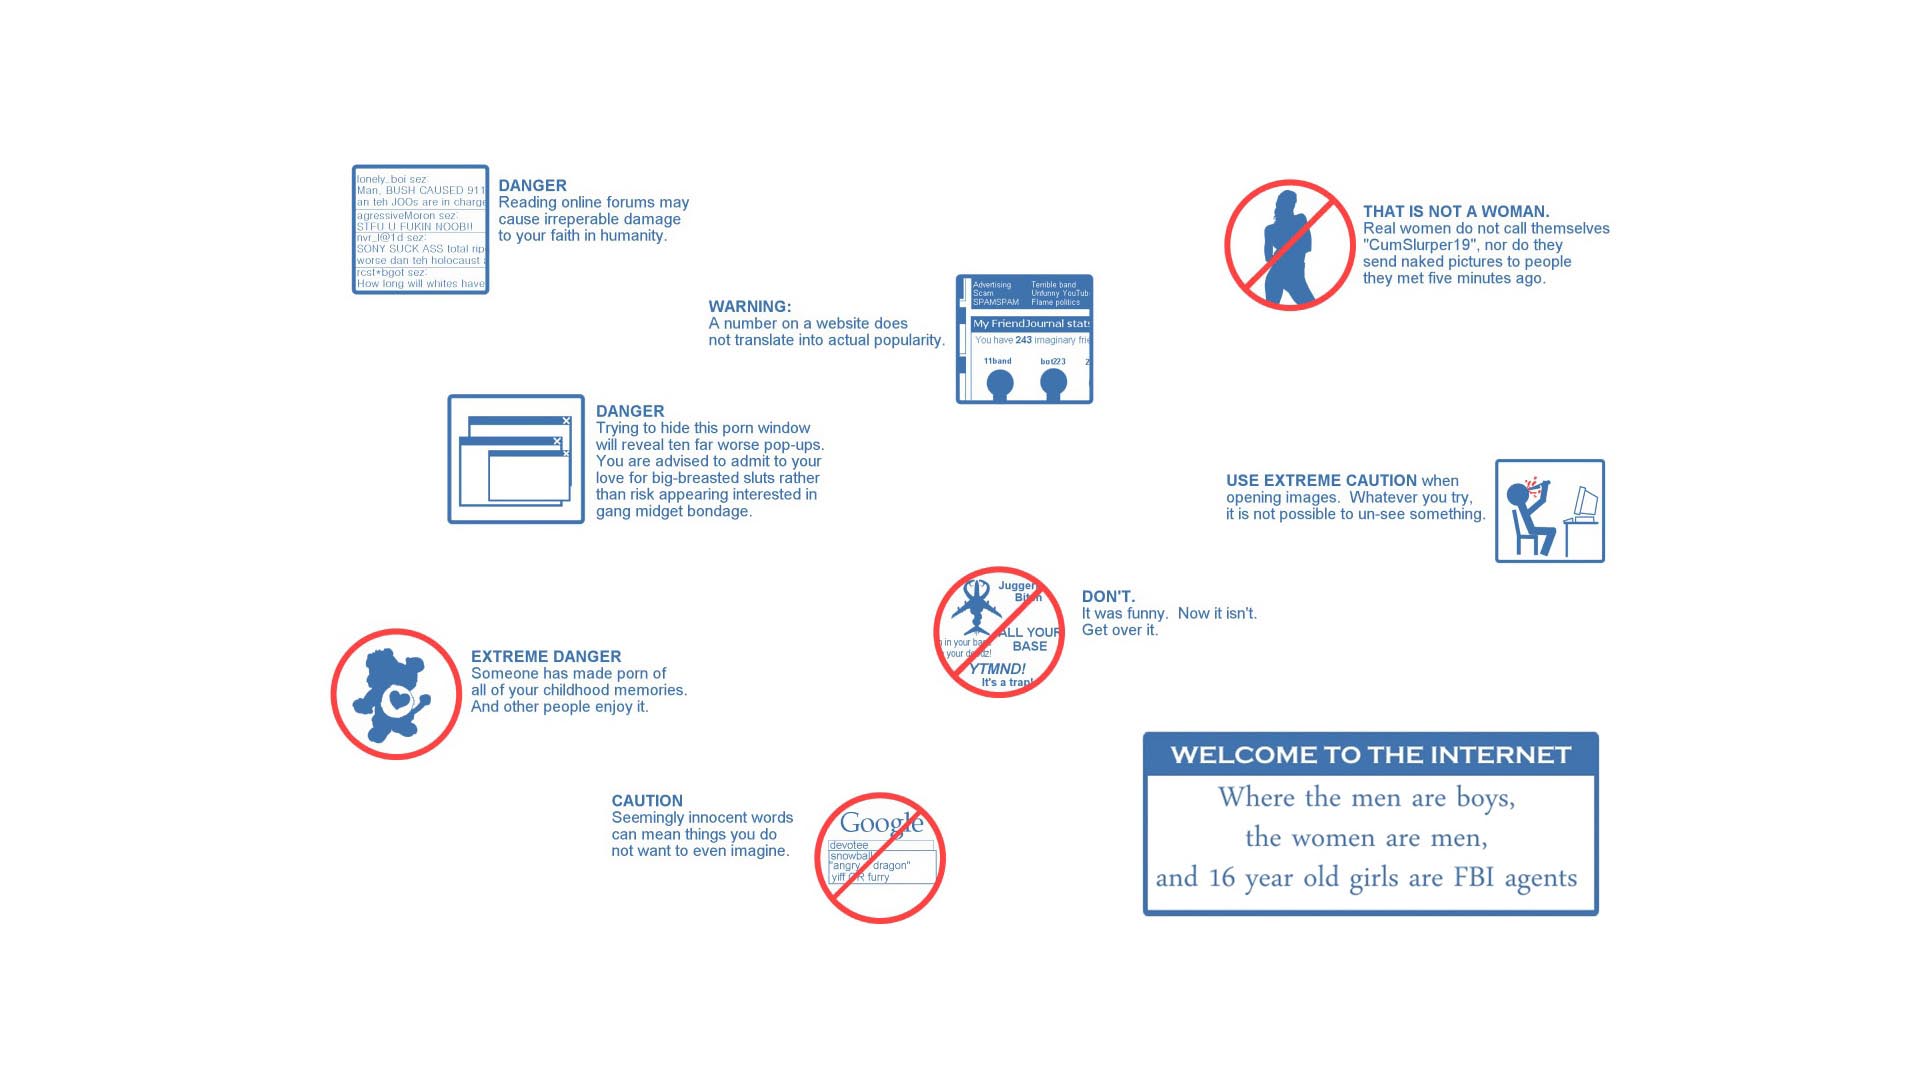 lonely_boi sez:
Man, BUSH CAUSED 911
an teh JOOs are in charge
agressiveMoron sez:
STFU U FUKIN NOOB!!
nvr_l@1d sez:
SONY SUCK ASS total rip
worse dan teh holocaust
rcst*bgot sez:
How long will whites have
DANGER
Reading online forums may
cause irreperable damage
to your faith in humanity.
THAT IS NOT A WOMAN.
Real women do not call themselves
"CumSlurper19", nor do they
send naked pictures to people
they met five minutes ago.
WARNING:
A number on a website does
not translate into actual popularity.
Advertising Terrible band
Scam Unfunny YouTub
SPAMSPAM Flame politics
My FriendJournal stats
You have 243 imaginary frie
11band bot223 2
DANGER
Trying to hide this porn window
will reveal ten far worse pop-ups.
You are advised to admit to your
love for big-breasted sluts rather
than risk appearing interested in
gang midget bondage.
USE EXTREME CAUTION when
opening images. Whatever you try,
it is not possible to un-see something.
Jugger
Bitch
in your ba
ALL YOUR
BASE
your
YTMND!
It's a trap!
DON'T.
It was funny. Now it isn't.
Get over it.
EXTREME DANGER
Someone has made porn of
all of your childhood memories.
And other people enjoy it.
CAUTION
Seemingly innocent words
can mean things you do
not want to even imagine.
Google
devotee
snowball
"angry dragon"
yiff OR furry
WELCOME TO THE INTERNET
Where the men are boys,
the women are men,
and 16 year old girls are FBI agents